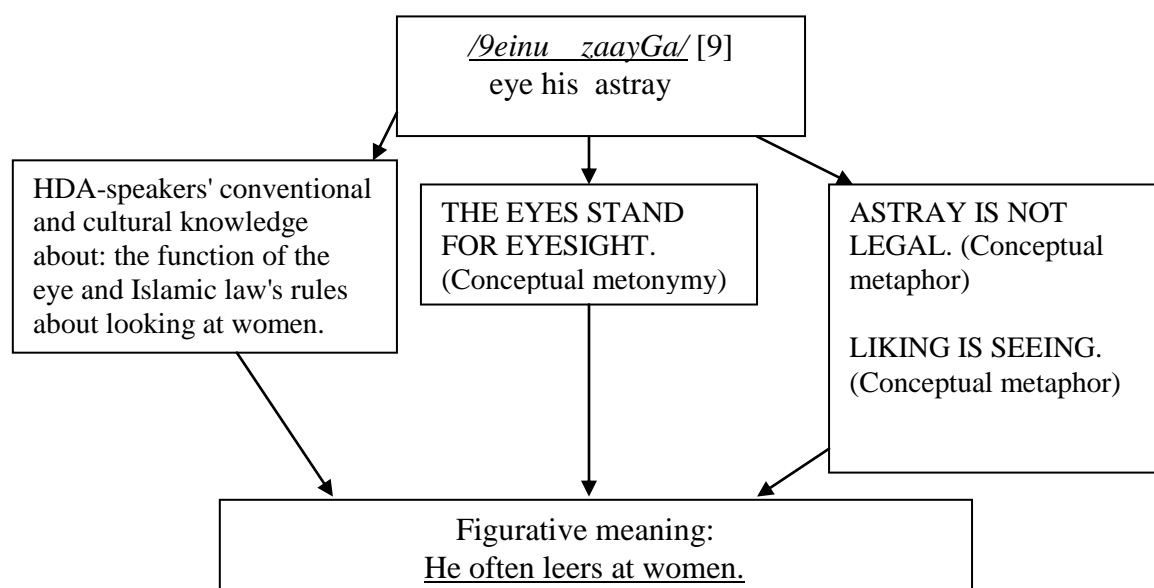 /9einu zaayGa/ [9]
eye his astray
HDA-speakers' conventional
and cultural knowledge
about: the function of the
eye and Islamic law's rules
about looking at women.
THE EYES STAND
FOR EYESIGHT.
(Conceptual metonymy)
ASTRAY IS NOT
LEGAL. (Conceptual
metaphor)
LIKING IS SEEING.
(Conceptual metaphor)
Figurative meaning:
He often leers at women.